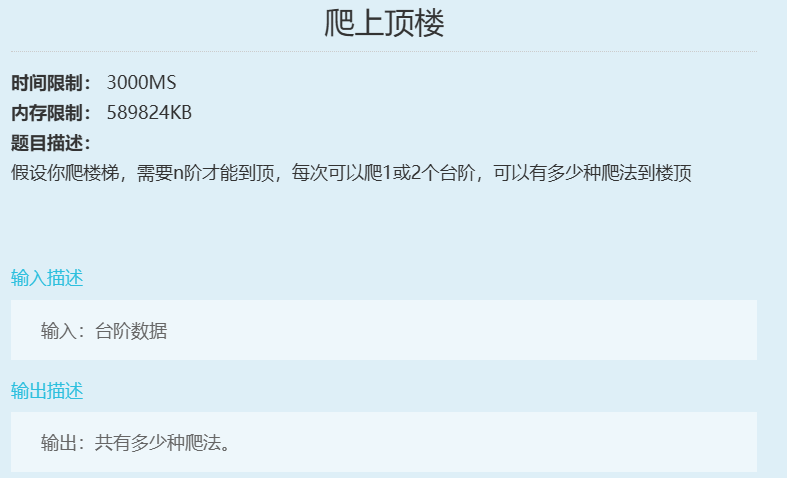 爬上顶楼
时间限制： 3000MS
内存限制： 589824KB
题目描述：
假设你爬楼梯，需要n阶才能到顶，每次可以爬1或2个台阶，可以有多少种爬法到楼顶
输入描述
输入：台阶数据
输出描述
输出：共有多少种爬法。